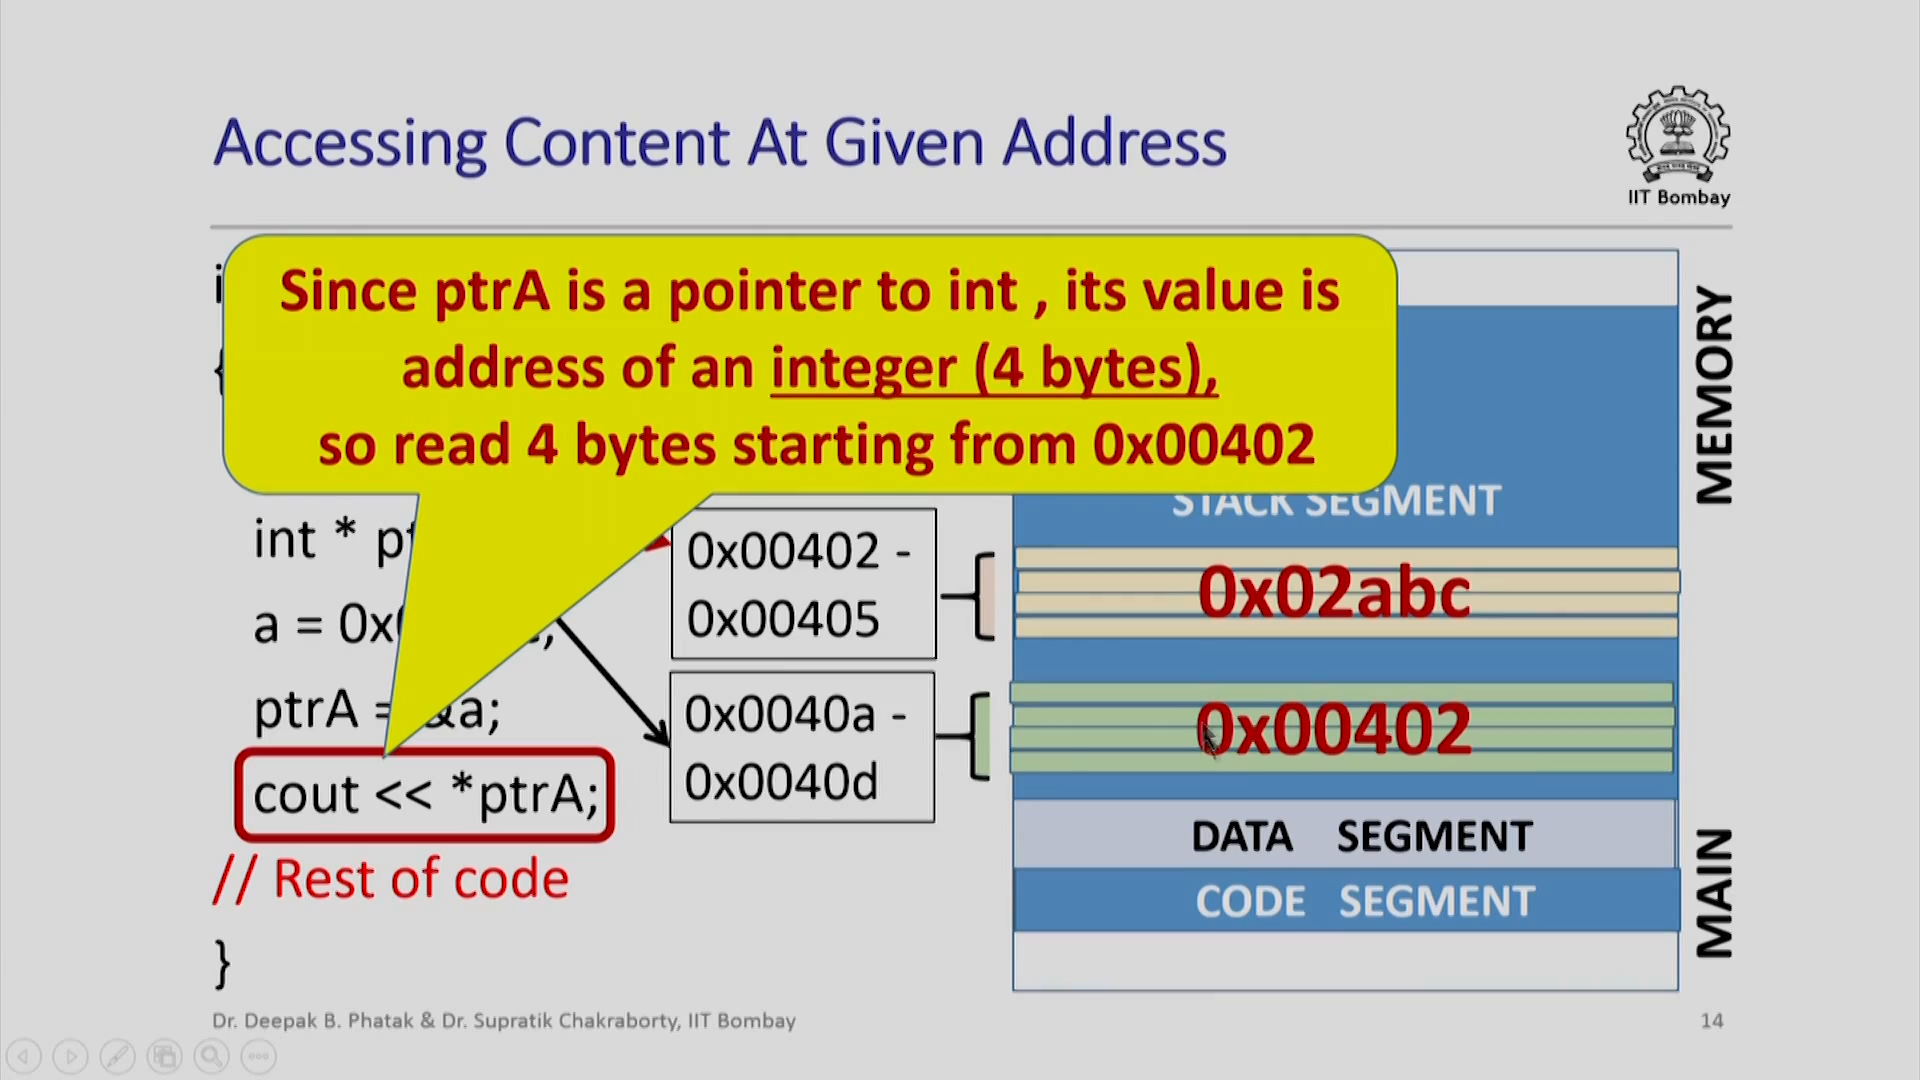 Accessing Content At Given Address
IIT Bombay
Since ptrA is a pointer to int , its value is
address of an integer (4 bytes),
so read 4 bytes starting from 0x00402
{
int *
a =
ptrA = &a;
cout << *ptrA;
// Rest of code
}
0x00402 -
0x00405
0x0040a -
0x0040d
STACK SEGMENT
0x02abc
0x00402
DATA SEGMENT
CODE SEGMENT
MAIN MEMORY
Dr. Deepak B. Phatak & Dr. Supratik Chakraborty, IIT Bombay
14